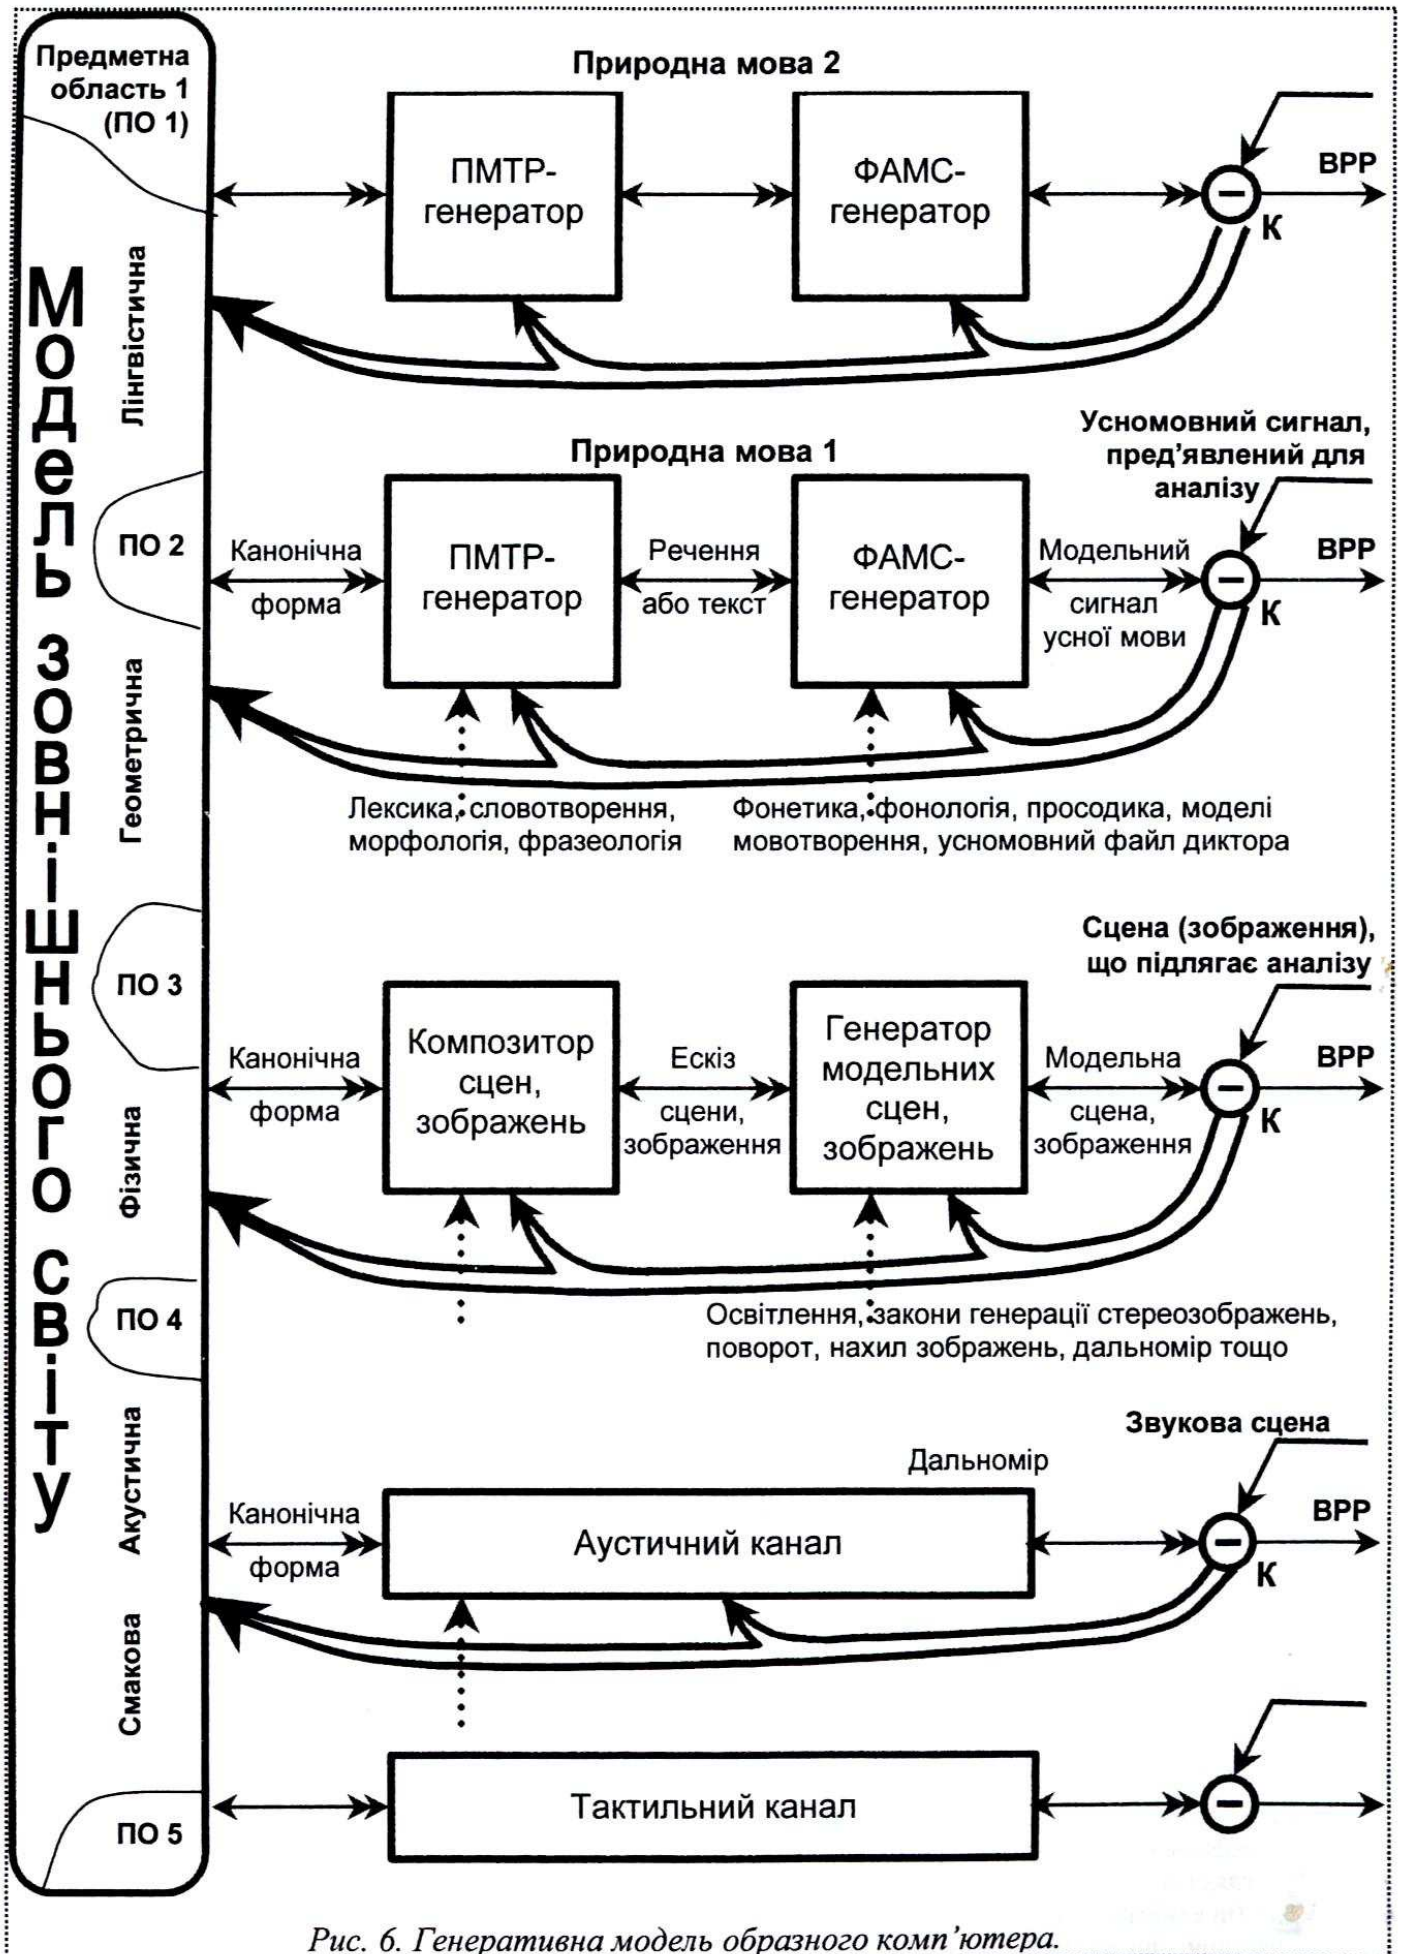 Предметна
область 1
(ПО 1)
Модель зовнішнього світу
Лінгвістична
ПО 2
Геометрична
ПО 3
Фізична
ПО 4
Акустична
Смакова
ПО 5
Природна мова 2
ПМТР-
генератор
ФАМС-
генератор
–
ВРР
К
Природна мова 1
Усномовний сигнал,
пред’явлений для
аналізу
Канонічна
форма
ПМТР-
генератор
Речення
або текст
ФАМС-
генератор
Модельний
сигнал
усної мови
–
ВРР
К
Лексика, словотворення,
морфологія, фразеологія
Фонетика, фонологія, просодика, моделі
мовотворення, усномовний файл диктора
Сцена (зображення),
що підлягає аналізу
Канонічна
форма
Композитор
сцен,
зображень
Ескіз
сцени,
зображення
Генератор
модельних
сцен,
зображень
Модельна
сцена,
зображення
–
ВРР
К
Освітлення, закони генерації стереозображень,
поворот, нахил зображень, дальномір тощо
Звукова сцена
Дальномір
Канонічна
форма
Аустичний канал
–
ВРР
К
Тактильний канал
–
Рис. 6. Генеративна модель образного комп’ютера.